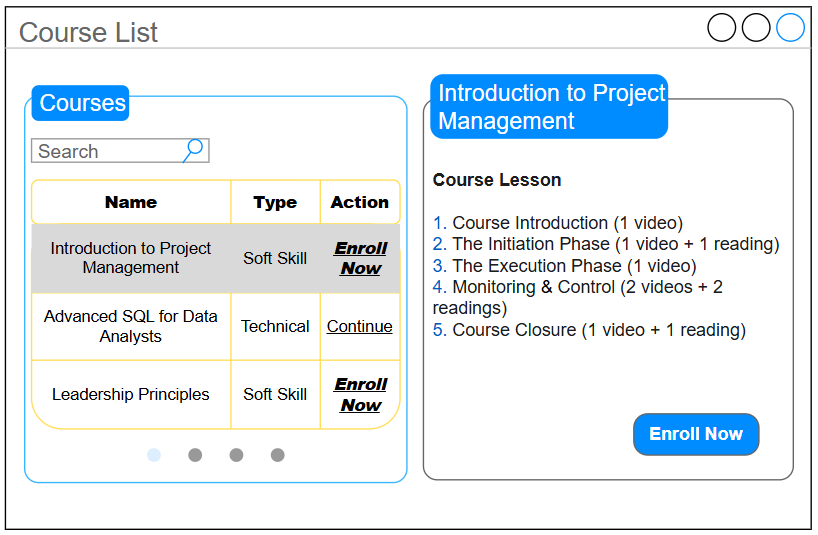 Course List
Courses
Search
Name Type Action
Introduction to Project
Management
Soft Skill
Enroll
Now
Advanced SQL for Data
Analysts
Technical
Continue
Leadership Principles
Soft Skill
Enroll
Now
Introduction to Project
Management
Course Lesson
1. Course Introduction (1 video)
2. The Initiation Phase (1 video + 1 reading)
3. The Execution Phase (1 video)
4. Monitoring & Control (2 videos + 2
readings)
5. Course Closure (1 video + 1 reading)
Enroll Now